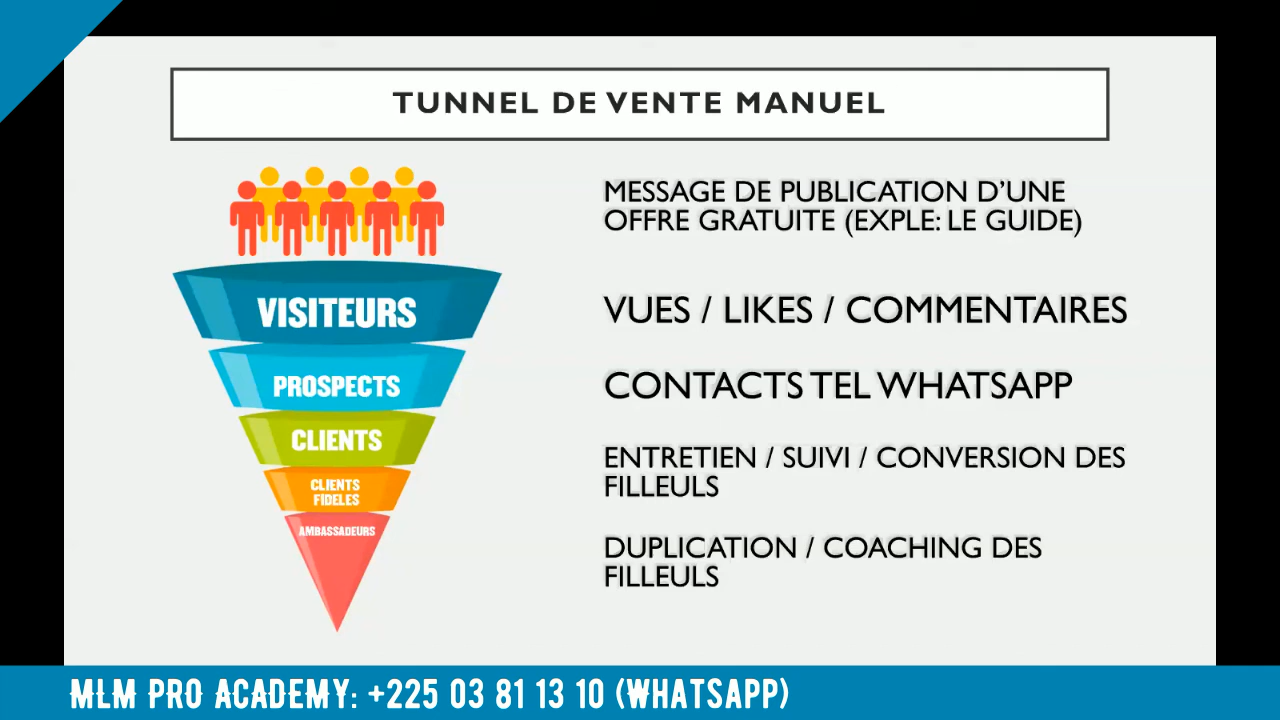 TUNNEL DE VENTE MANUEL
MESSAGE DE PUBLICATION D’UNE
OFFRE GRATUITE (EXPLE: LE GUIDE)
VISITEURS
VUES / LIKES / COMMENTAIRES
PROSPECTS
CONTACTS TEL WHATSAPP
CLIENTS
ENTRETIEN / SUIVI / CONVERSION DES
FILLEULS
CLIENTS
FIDELES
AMBASSADEURS
DUPLICATION / COACHING DES
FILLEULS
MLM PRO ACADEMY: +225 03 81 13 10 (WHATSAPP)